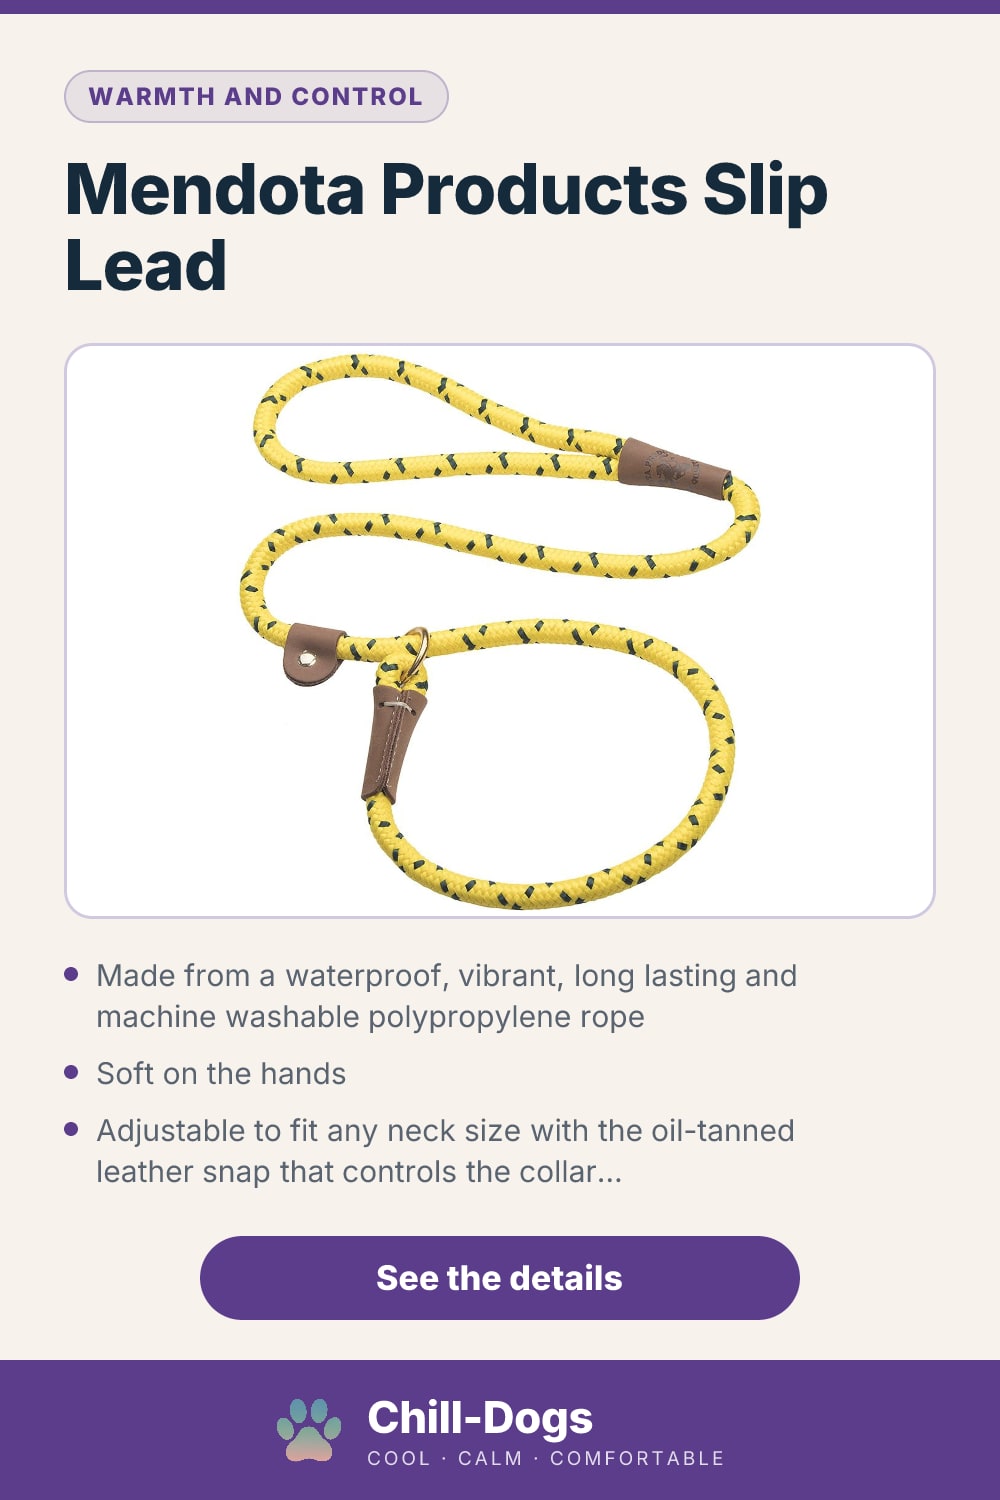 WARMTH AND CONTROL
Mendota Products Slip
Lead
Made from a waterproof, vibrant, long lasting and
machine washable polypropylene rope
Soft on the hands
Adjustable to fit any neck size with the oil-tanned
leather snap that controls the collar...
See the details
Chill-Dogs
COOL · CALM · COMFORTABLE